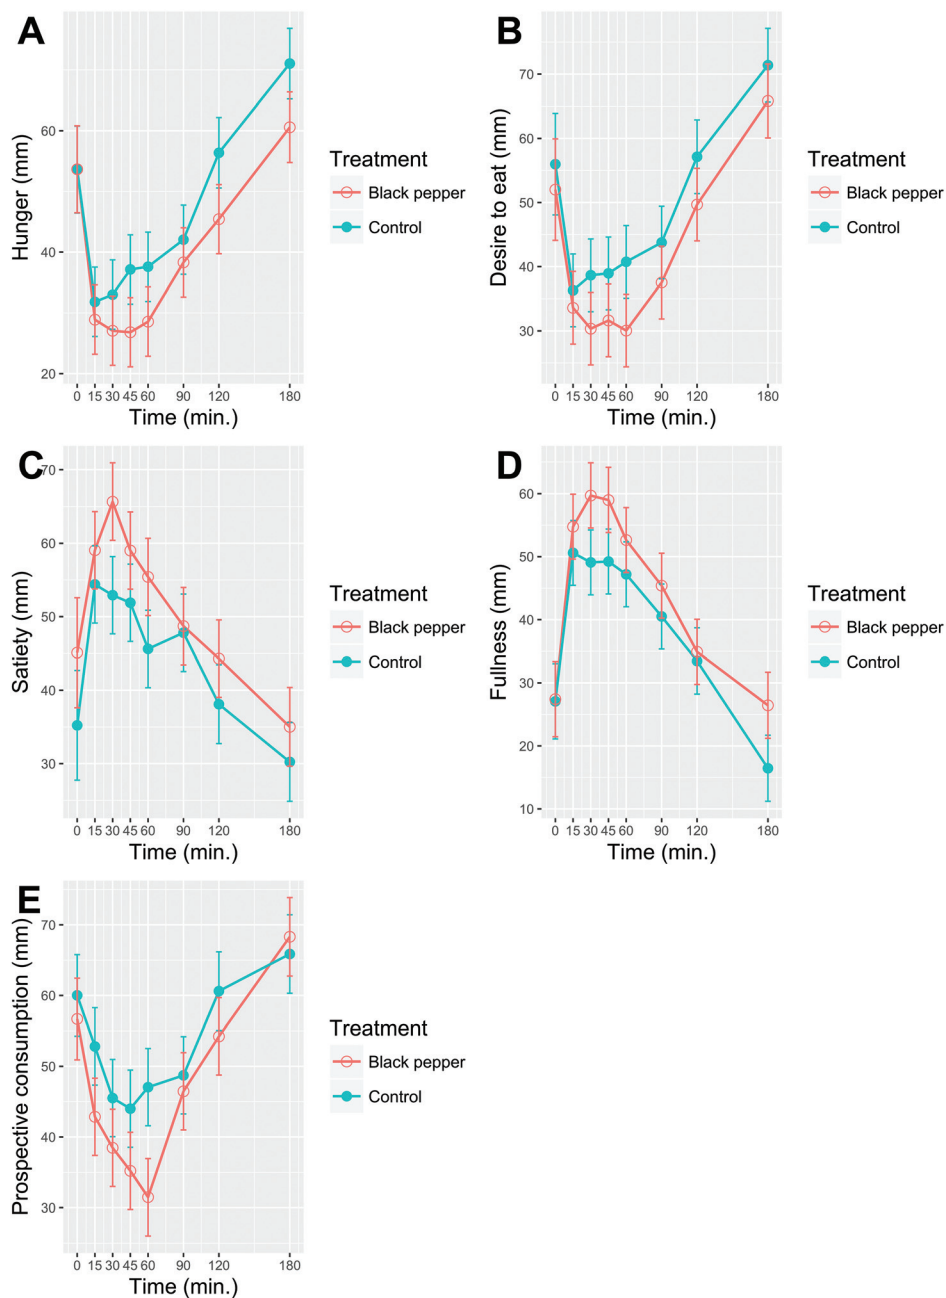 A
Hunger (mm)
60
40
20
0 15 30 45 60 90 120 180
Time (min.)
Treatment
Black pepper
Control
B
Desire to eat (mm)
70
60
50
40
30
0 15 30 45 60 90 120 180
Time (min.)
Treatment
Black pepper
Control
C
Satiety (mm)
70
60
50
40
30
0 15 30 45 60 90 120 180
Time (min.)
Treatment
Black pepper
Control
D
Fullness (mm)
60
50
40
30
20
10
0 15 30 45 60 90 120 180
Time (min.)
Treatment
Black pepper
Control
E
Prospective consumption (mm)
70
60
50
40
30
0 15 30 45 60 90 120 180
Time (min.)
Treatment
Black pepper
Control